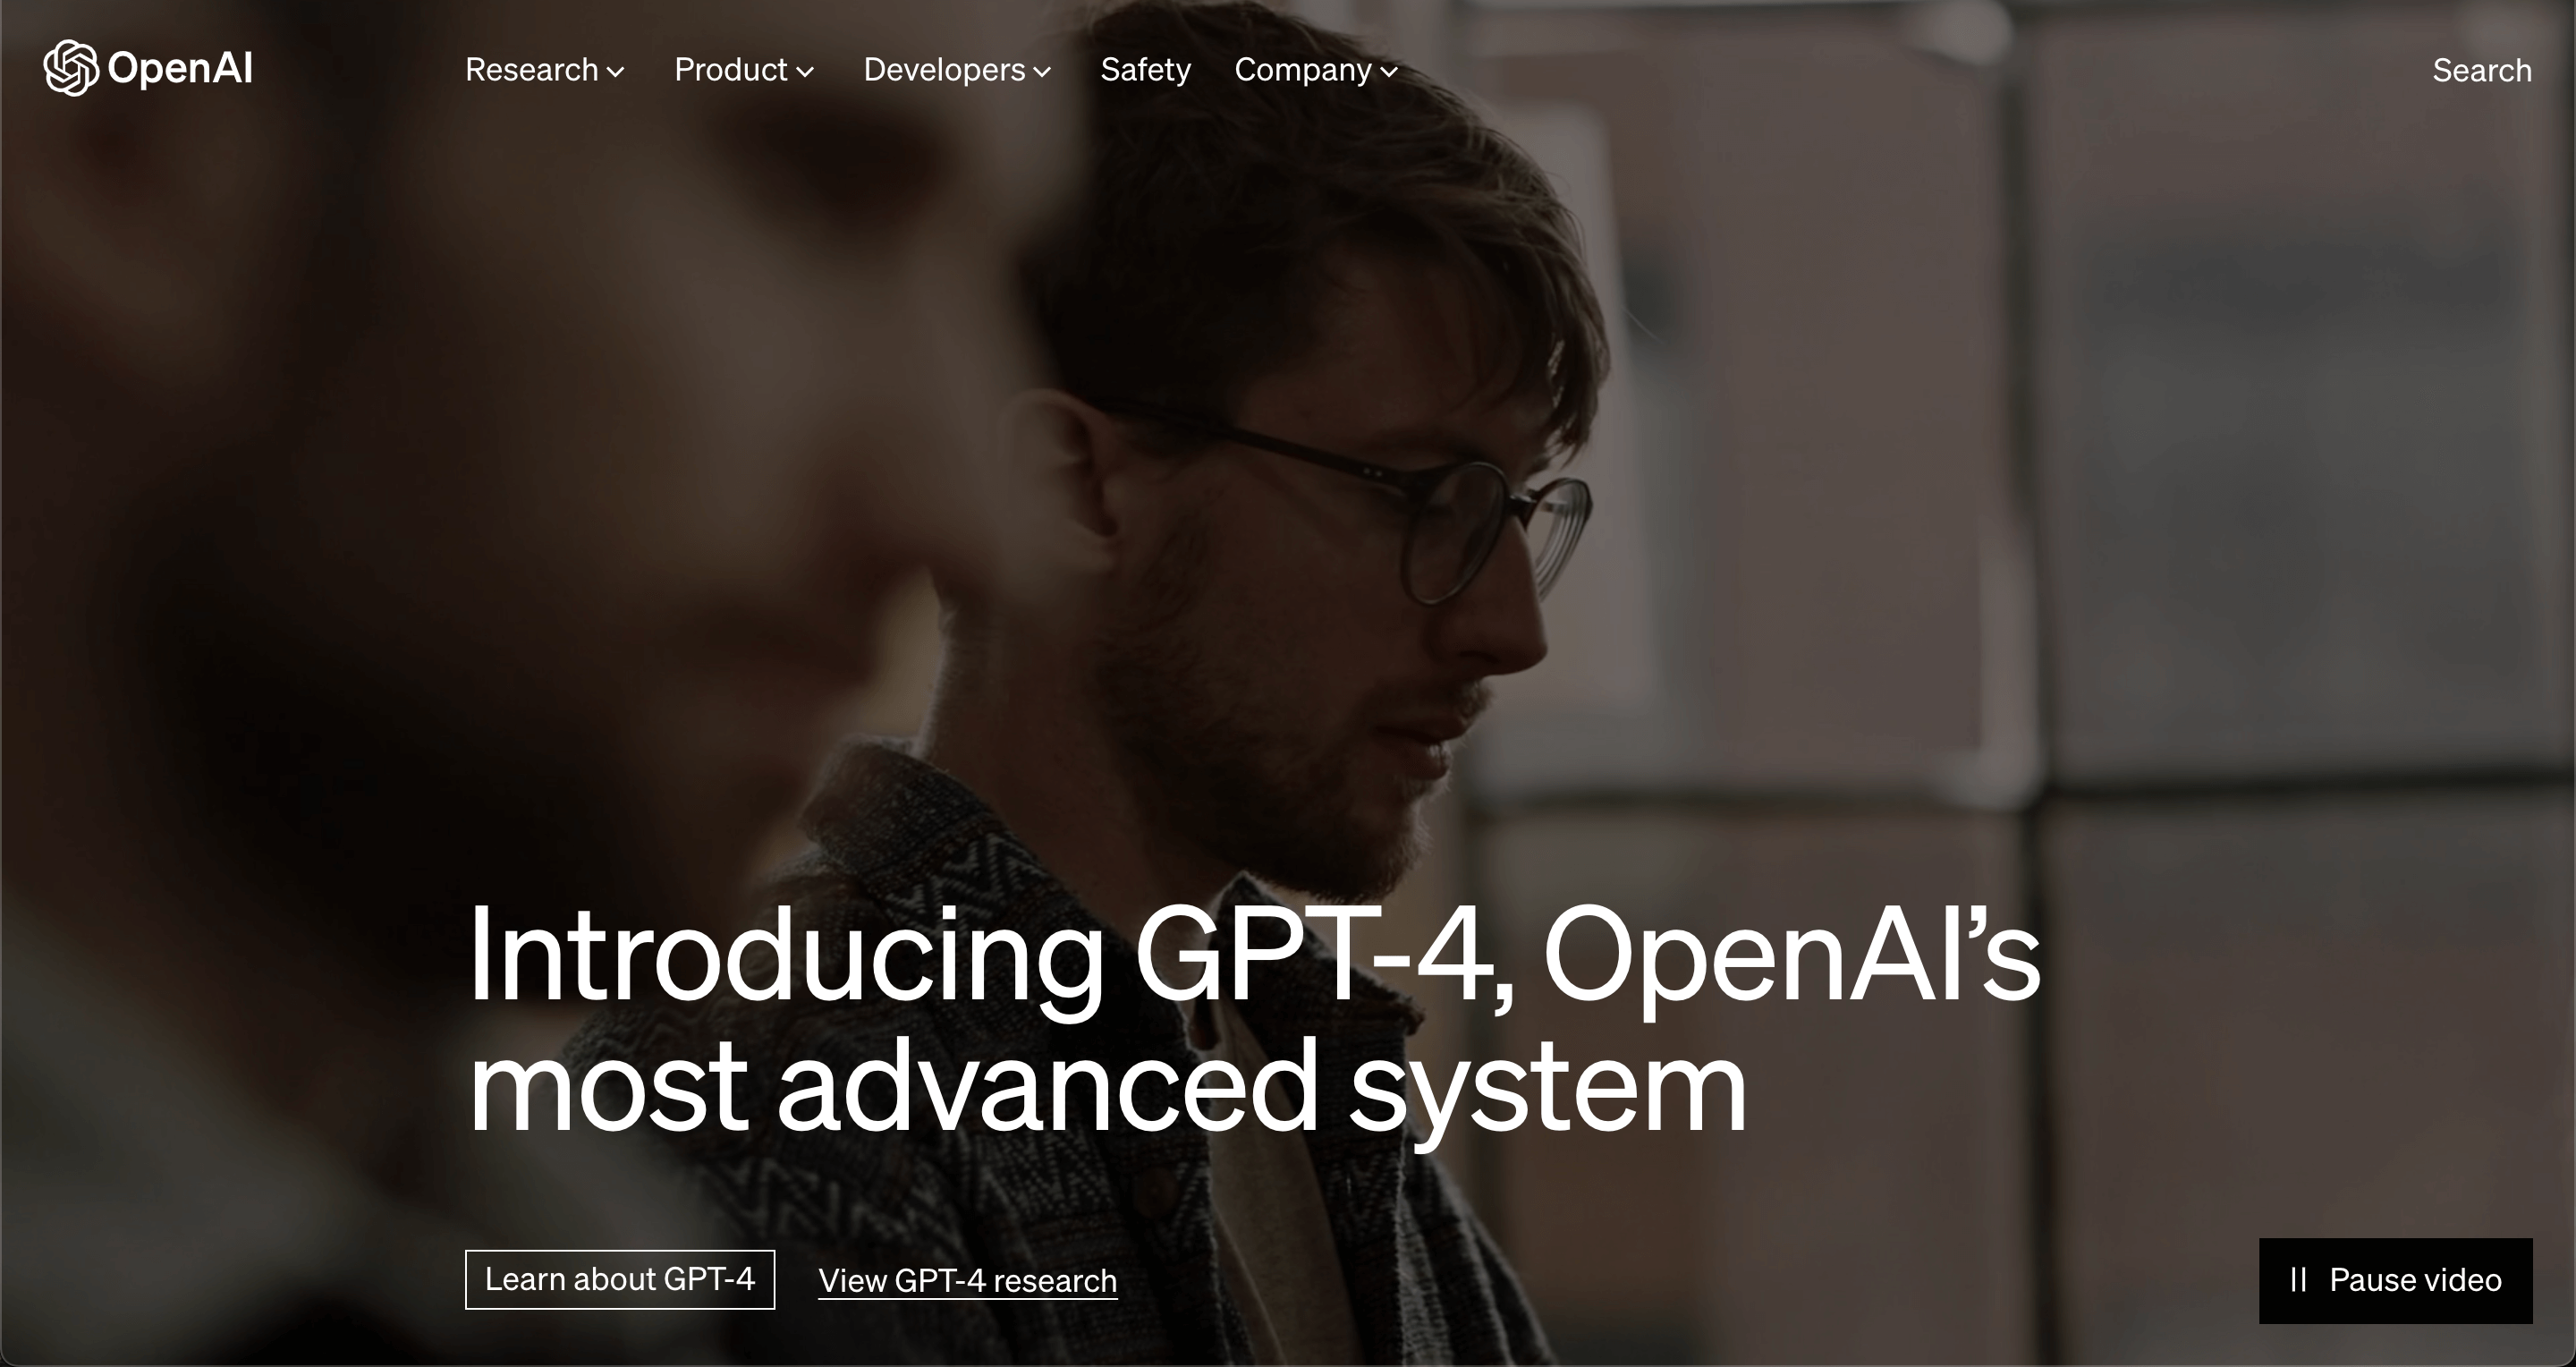 OpenAI
Research
Product
Developers
Safety
Company
Search
Introducing GPT-4, OpenAI’s
most advanced system
Learn about GPT-4
View GPT-4 research
Pause video